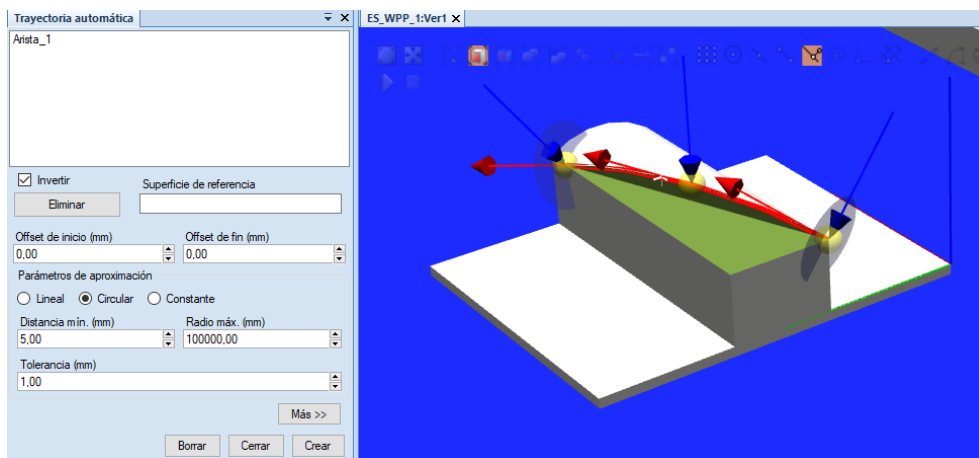 Trayectoria automática
ES_WPP_1:Ver1
Arista_1
Invertir
Superficie de referencia
Eliminar
Offset de inicio (mm)
Offset de fin (mm)
0,00
0,00
Parámetros de aproximación
Lineal
Circular
Constante
Distancia mín. (mm)
Radio máx. (mm)
5,00
100000,00
Tolerancia (mm)
1,00
Más >>
Borrar
Cerrar
Crear